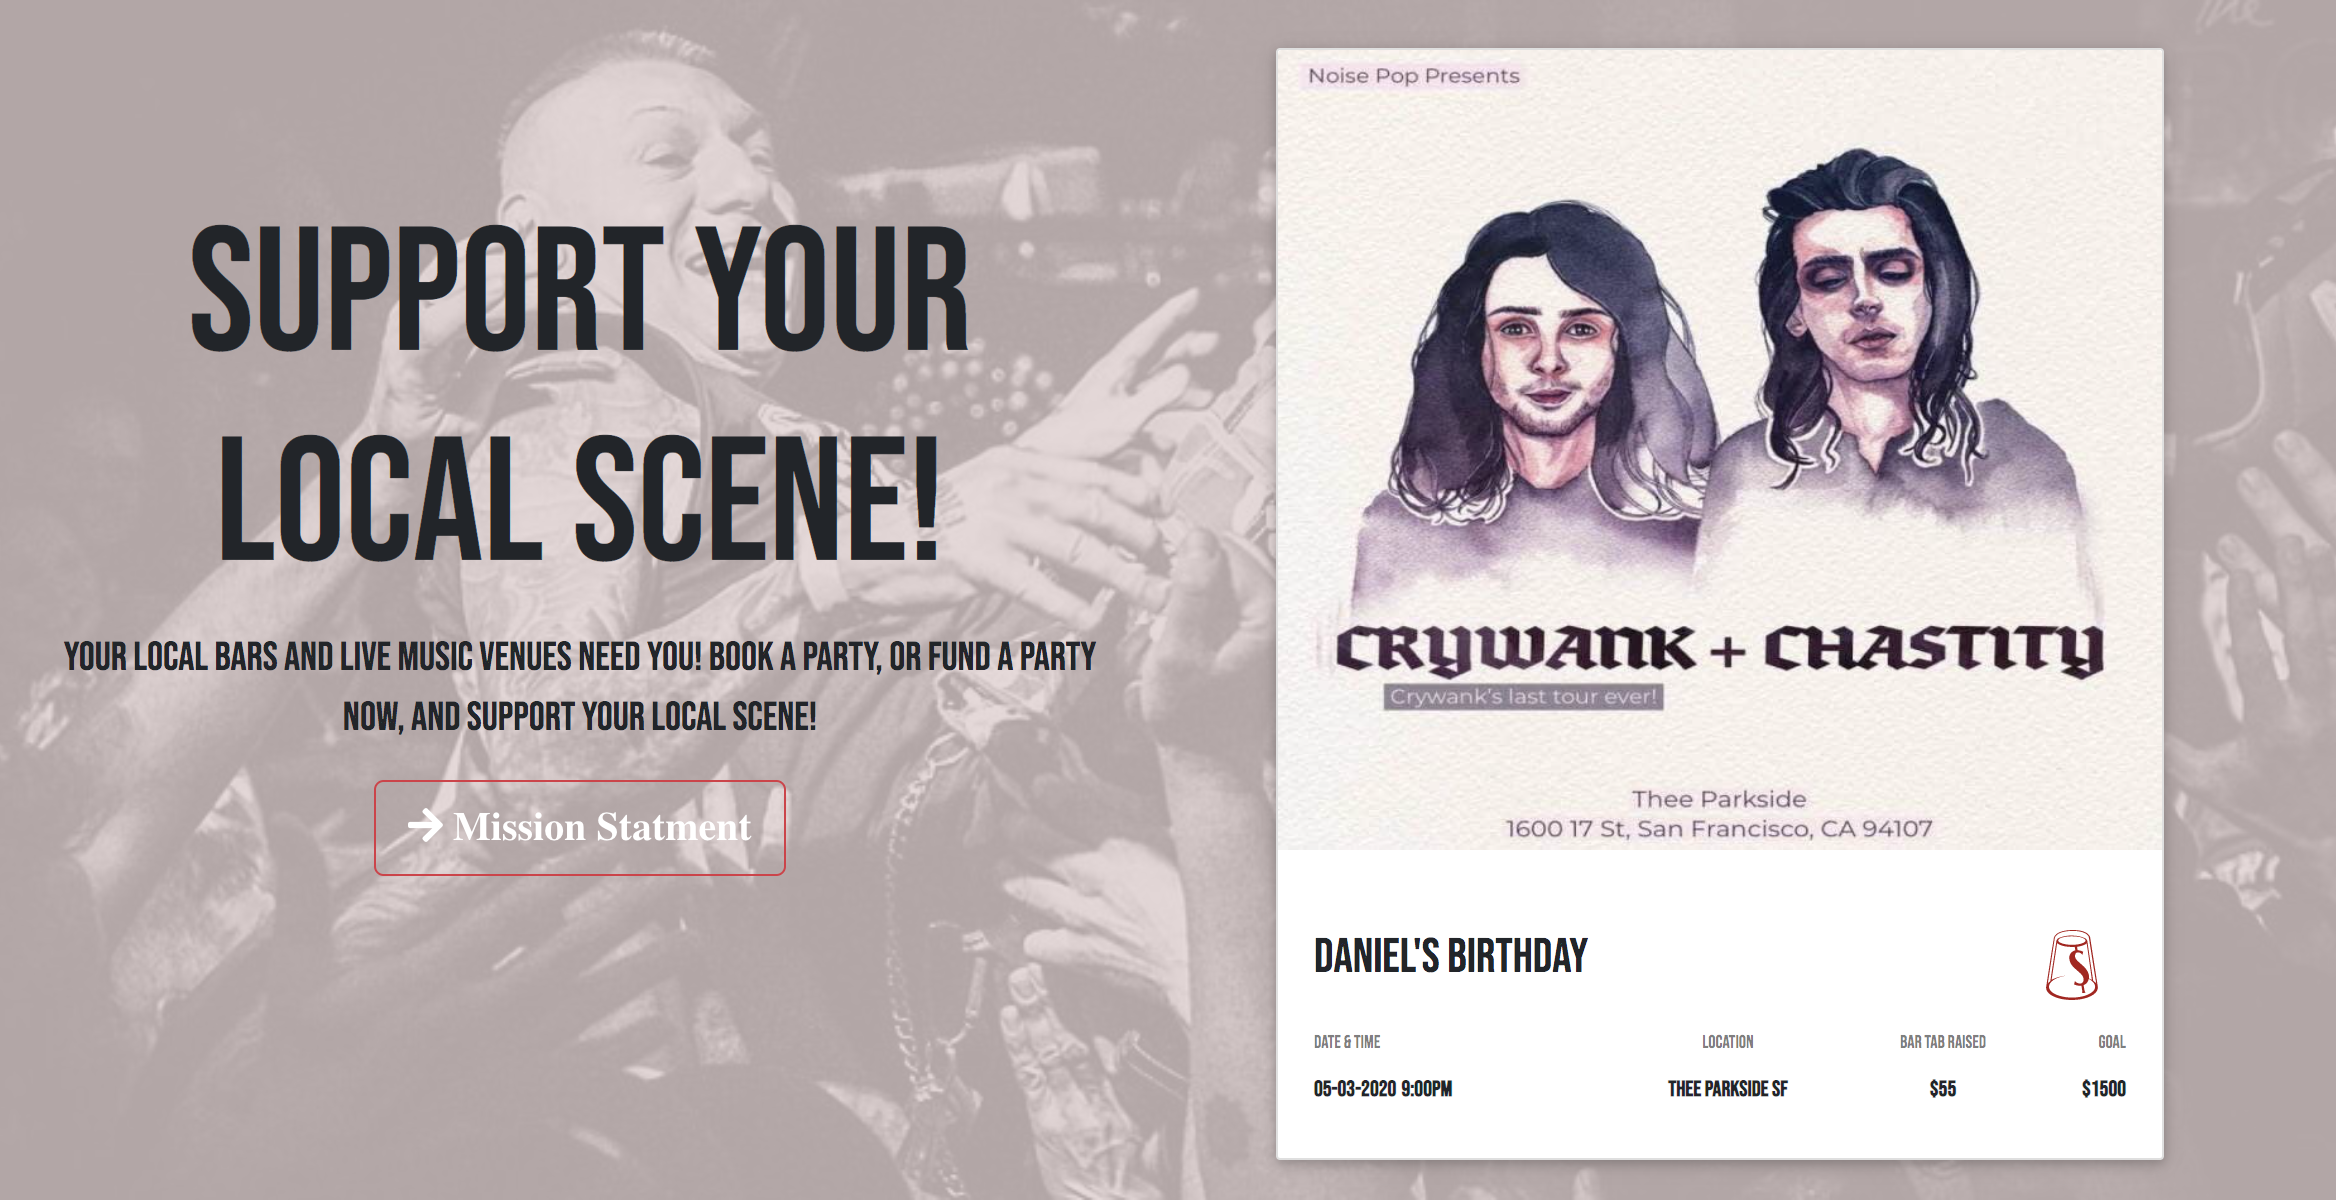 SUPPORT YOUR
LOCAL SCENE!
YOUR LOCAL BARS AND LIVE MUSIC VENUES NEED YOU! BOOK A PARTY, OR FUND A PARTY
NOW, AND SUPPORT YOUR LOCAL SCENE!
Mission Statment
Noise Pop Presents
CRYWANK + CHASTITY
Crywank's last tour ever!
Thee Parkside
1600 17 St, San Francisco, CA 94107
DANIEL'S BIRTHDAY
$
DATE & TIME LOCATION BAR TAB RAISED GOAL
05-03-2020 9:00PM THEE PARKSIDE SF $55 $1500